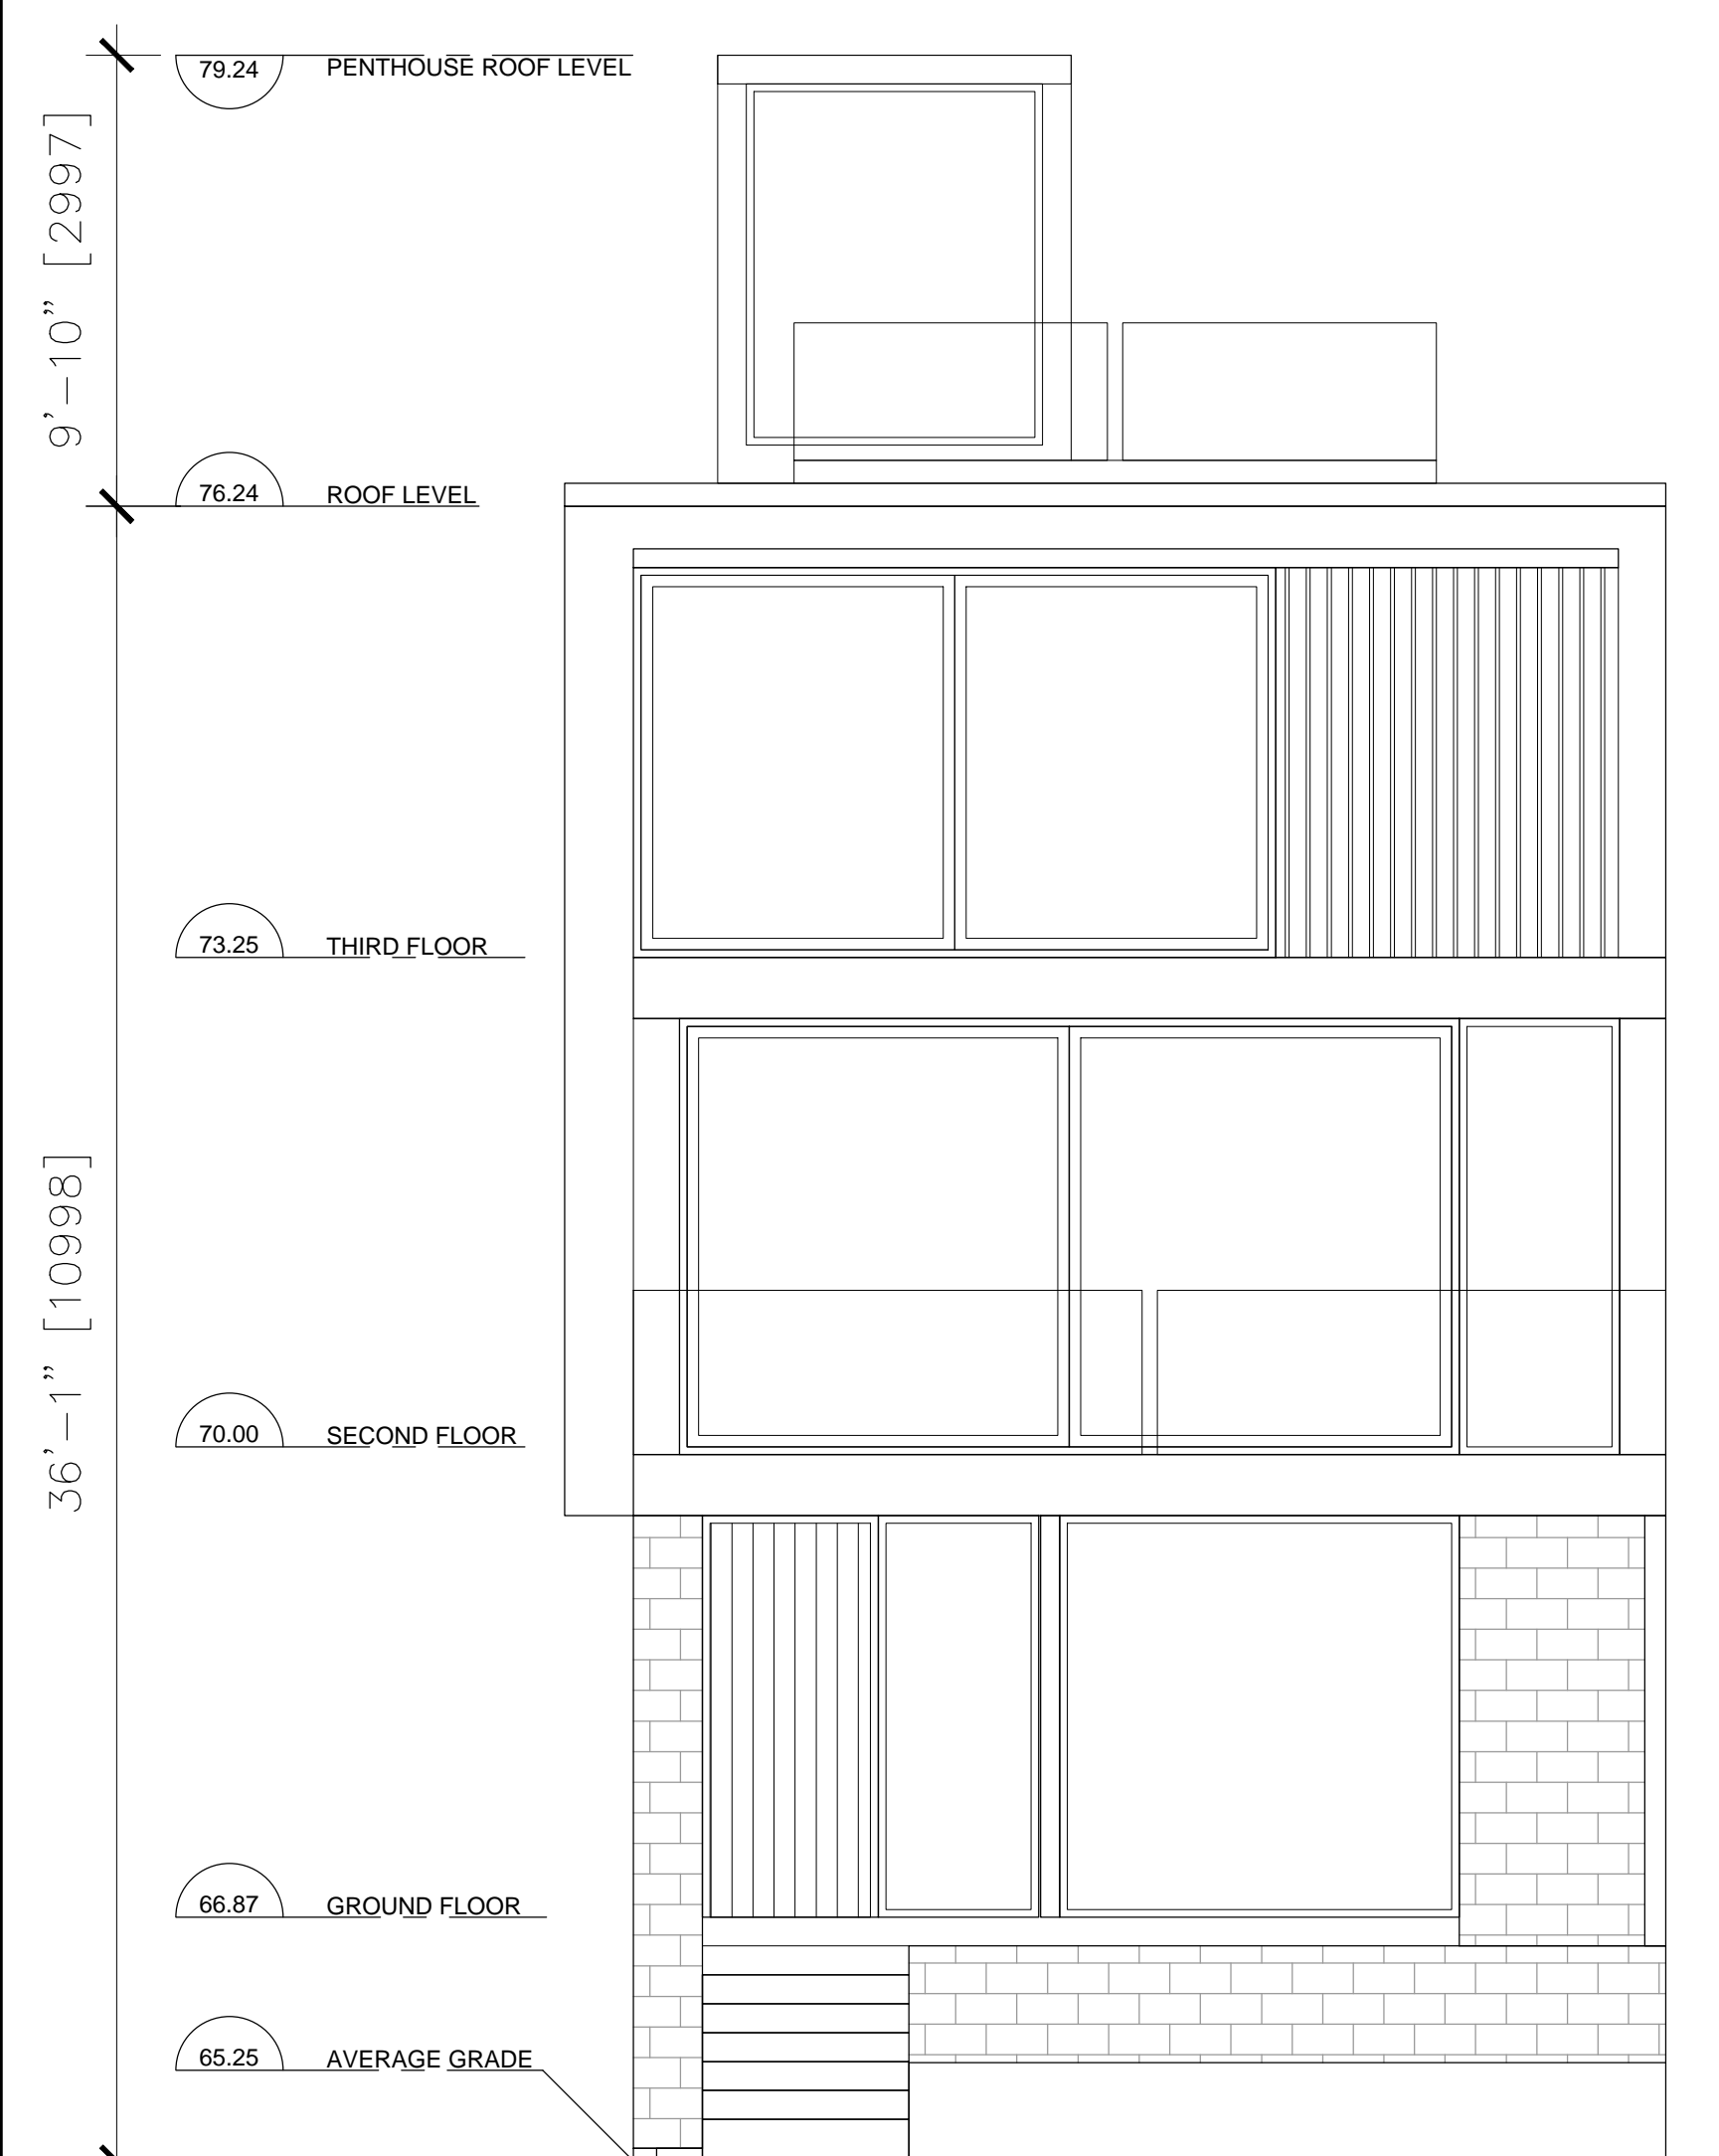 79.24 PENTHOUSE ROOF LEVEL
9'-10" [2997]
76.24 ROOF LEVEL
73.25 THIRD FLOOR
36'-1" [10998]
70.00 SECOND FLOOR
66.87 GROUND FLOOR
65.25 AVERAGE GRADE